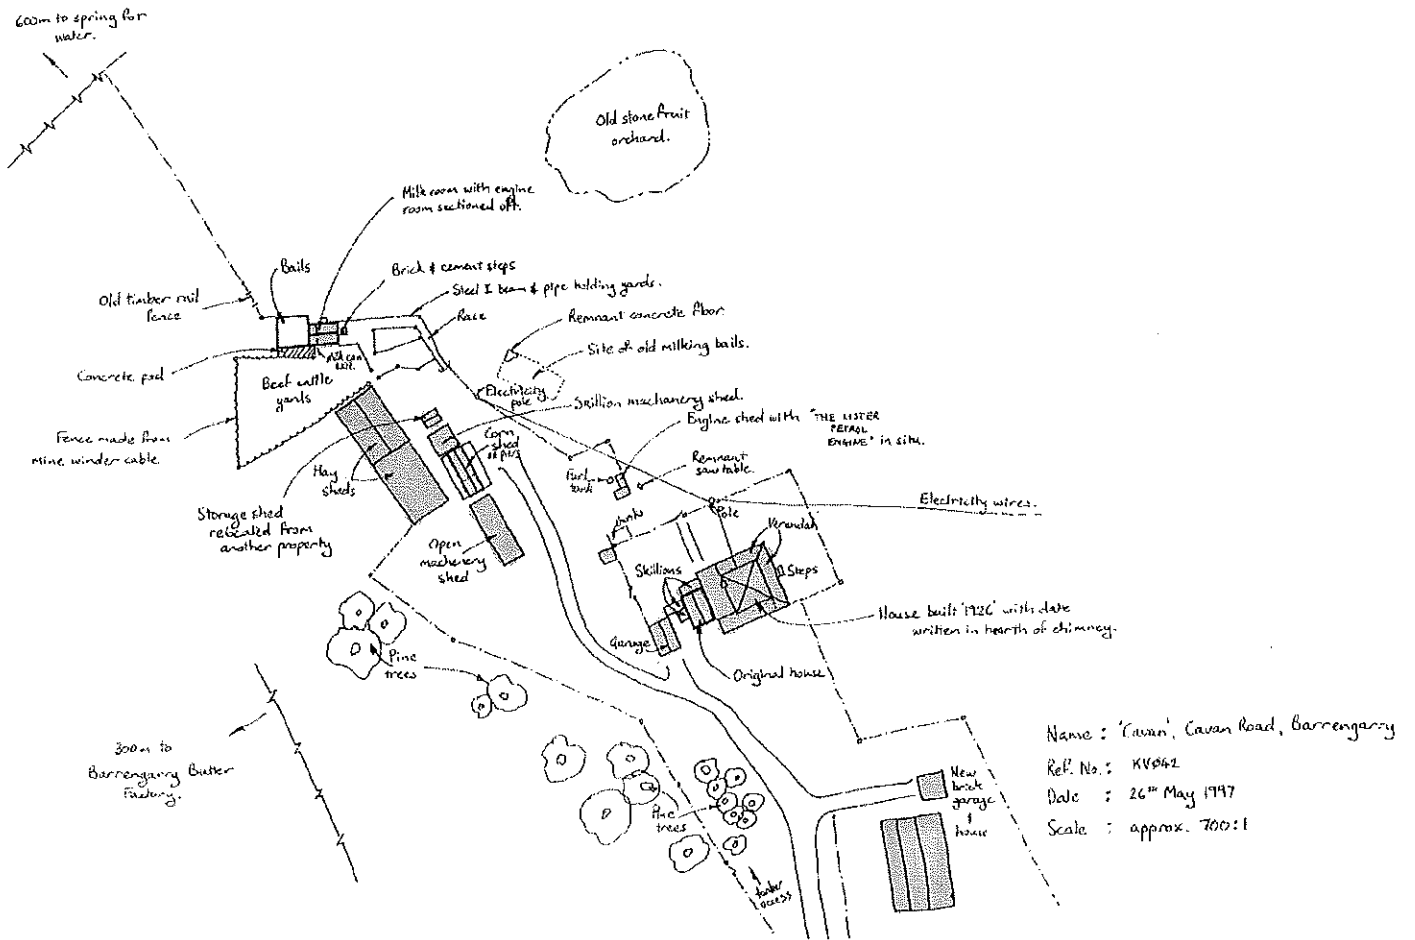 600m to spring for
water.
Old stone fruit
orchard.
Milk room with engine
room sectioned off.
Bails
Brick & cement steps
Steel I beam & pipe holding yards.
Race
Old timber rail
fence
Remnant concrete floor.
Site of old milking bails.
Concrete pad
Beef cattle
yards
Electricity
pole
Skillion machanery shed.
Engine shed with "THE LISTER
PETROL
ENGINE" in situ.
Fence made from
Mine winder cable.
Corn
shed
on piers
Hay
sheds
Fuel
tank
Remnant
saw table.
Electricity wires.
Pole
Verandah
Storage shed
relocated from
another property
Open
machinery
shed
Skillions
Steps
House built '1926' with date
written in hearth of chimney.
Garage
Original house
Pine
trees
300m to
Barrengarry Butter
Factory.
Pine
trees
New
brick
garage
&
house
Name : 'Cavan', Cavan Road, Barrengarry
Ref. No. : KV042
Date : 26th May 1997
Scale : approx. 700:1
access